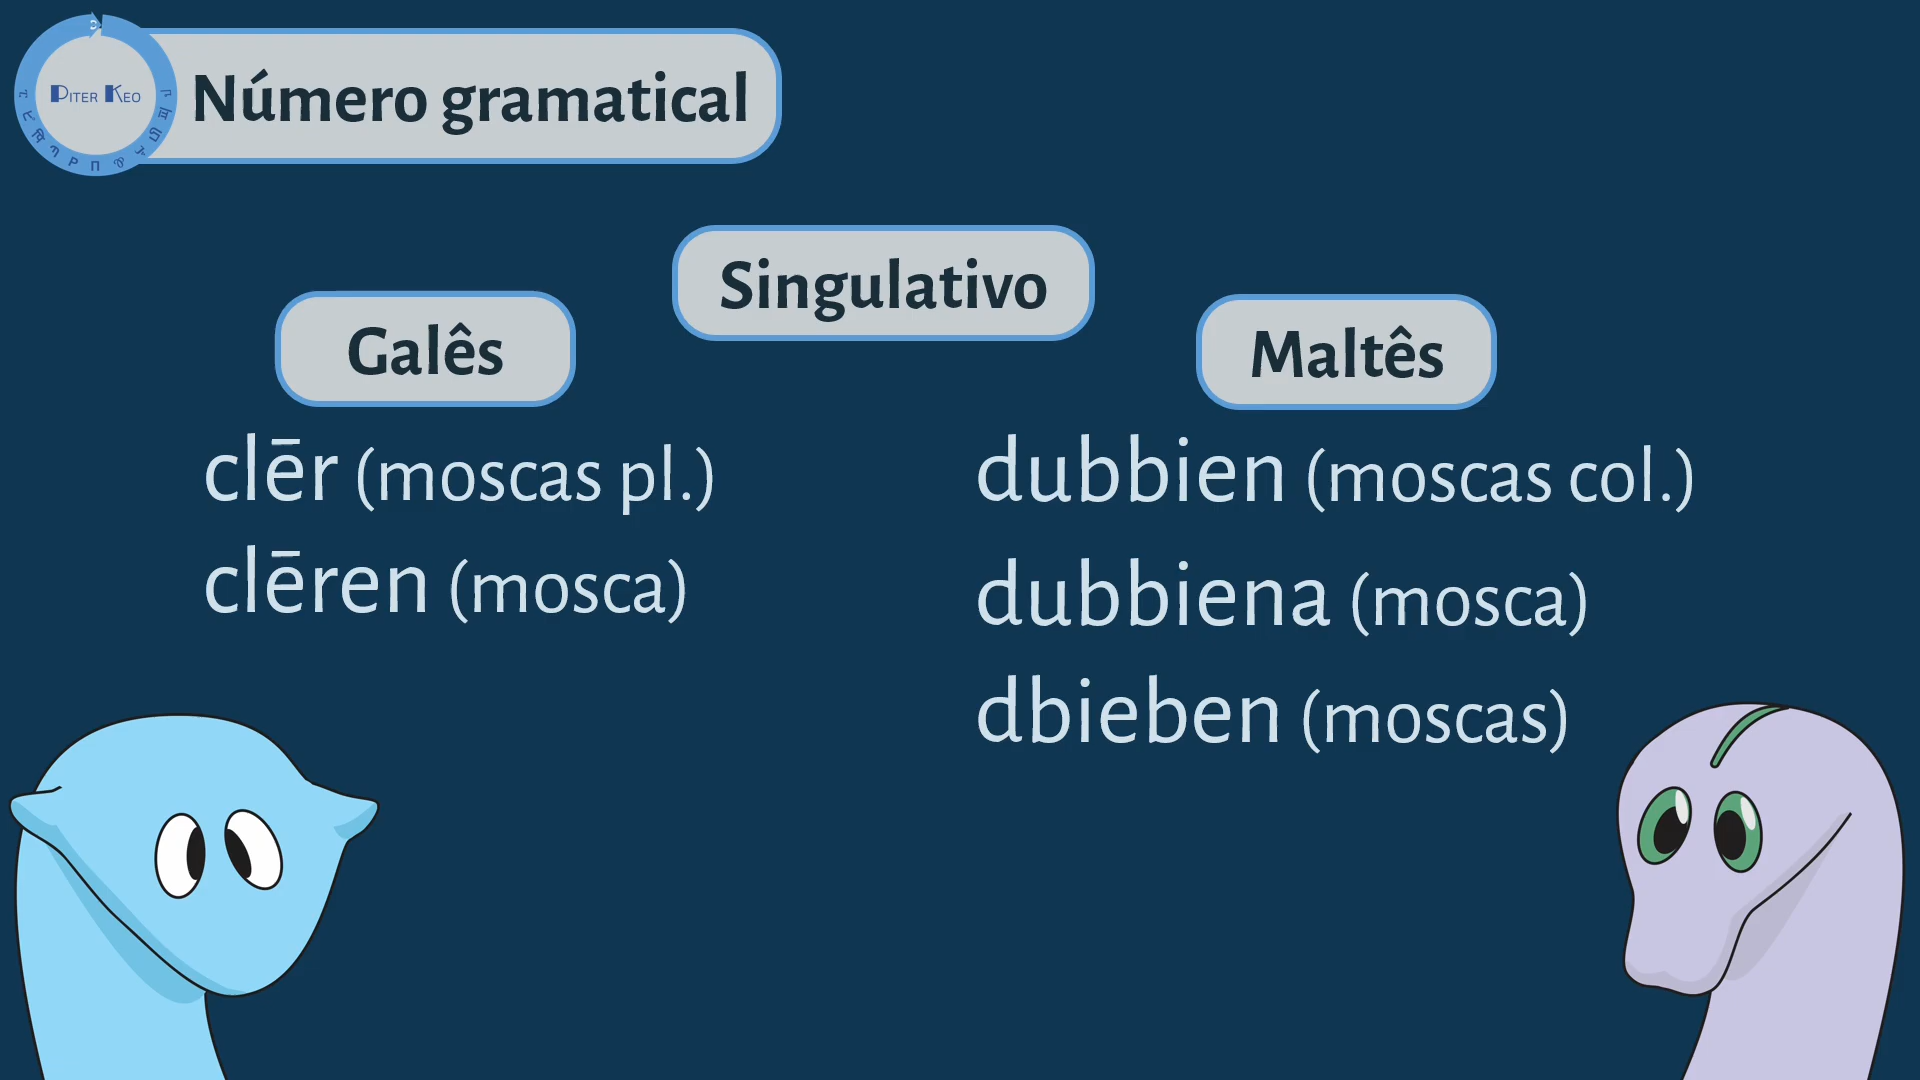 Piter Keo
Número gramatical
Singulativo
Galês
clēr (moscas pl.)
clēren (mosca)
Maltês
dubbien (moscas col.)
dubbiena (mosca)
dbieben (moscas)